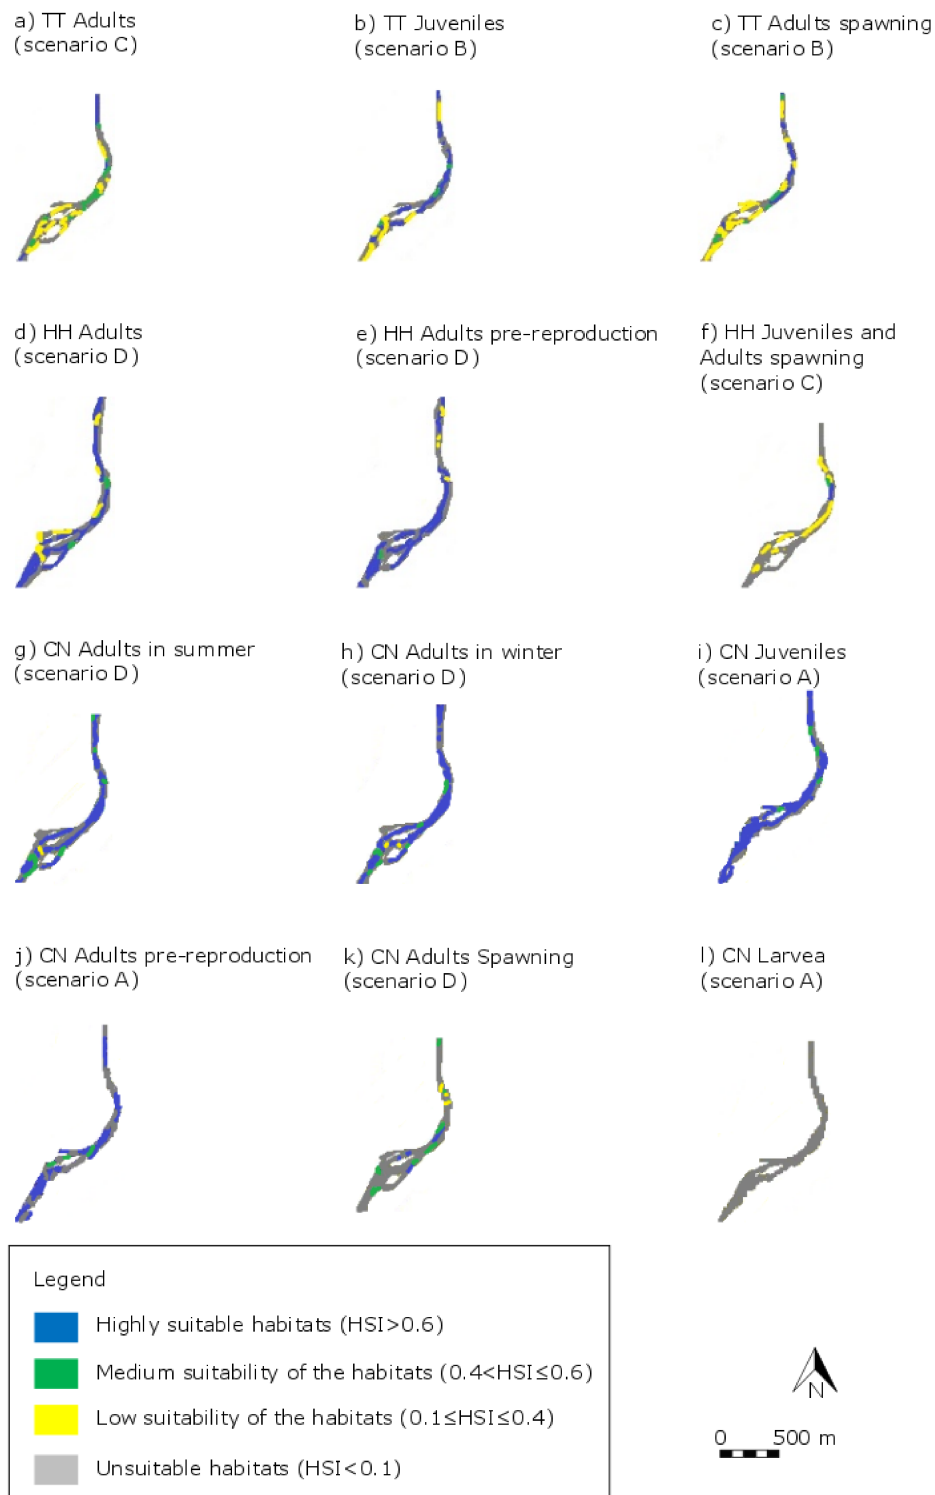 a) TT Adults
(scenario C)
b) TT Juveniles
(scenario B)
c) TT Adults spawning
(scenario B)
d) HH Adults
(scenario D)
e) HH Adults pre-reproduction
(scenario D)
f) HH Juveniles and
Adults spawning
(scenario C)
g) CN Adults in summer
(scenario D)
h) CN Adults in winter
(scenario D)
i) CN Juveniles
(scenario A)
j) CN Adults pre-reproduction
(scenario A)
k) CN Adults Spawning
(scenario D)
l) CN Larvea
(scenario A)
Legend
Highly suitable habitats (HSI>0.6)
Medium suitability of the habitats (0.4<HSI≤0.6)
Low suitability of the habitats (0.1≤HSI≤0.4)
Unsuitable habitats (HSI<0.1)
N
0 500 m